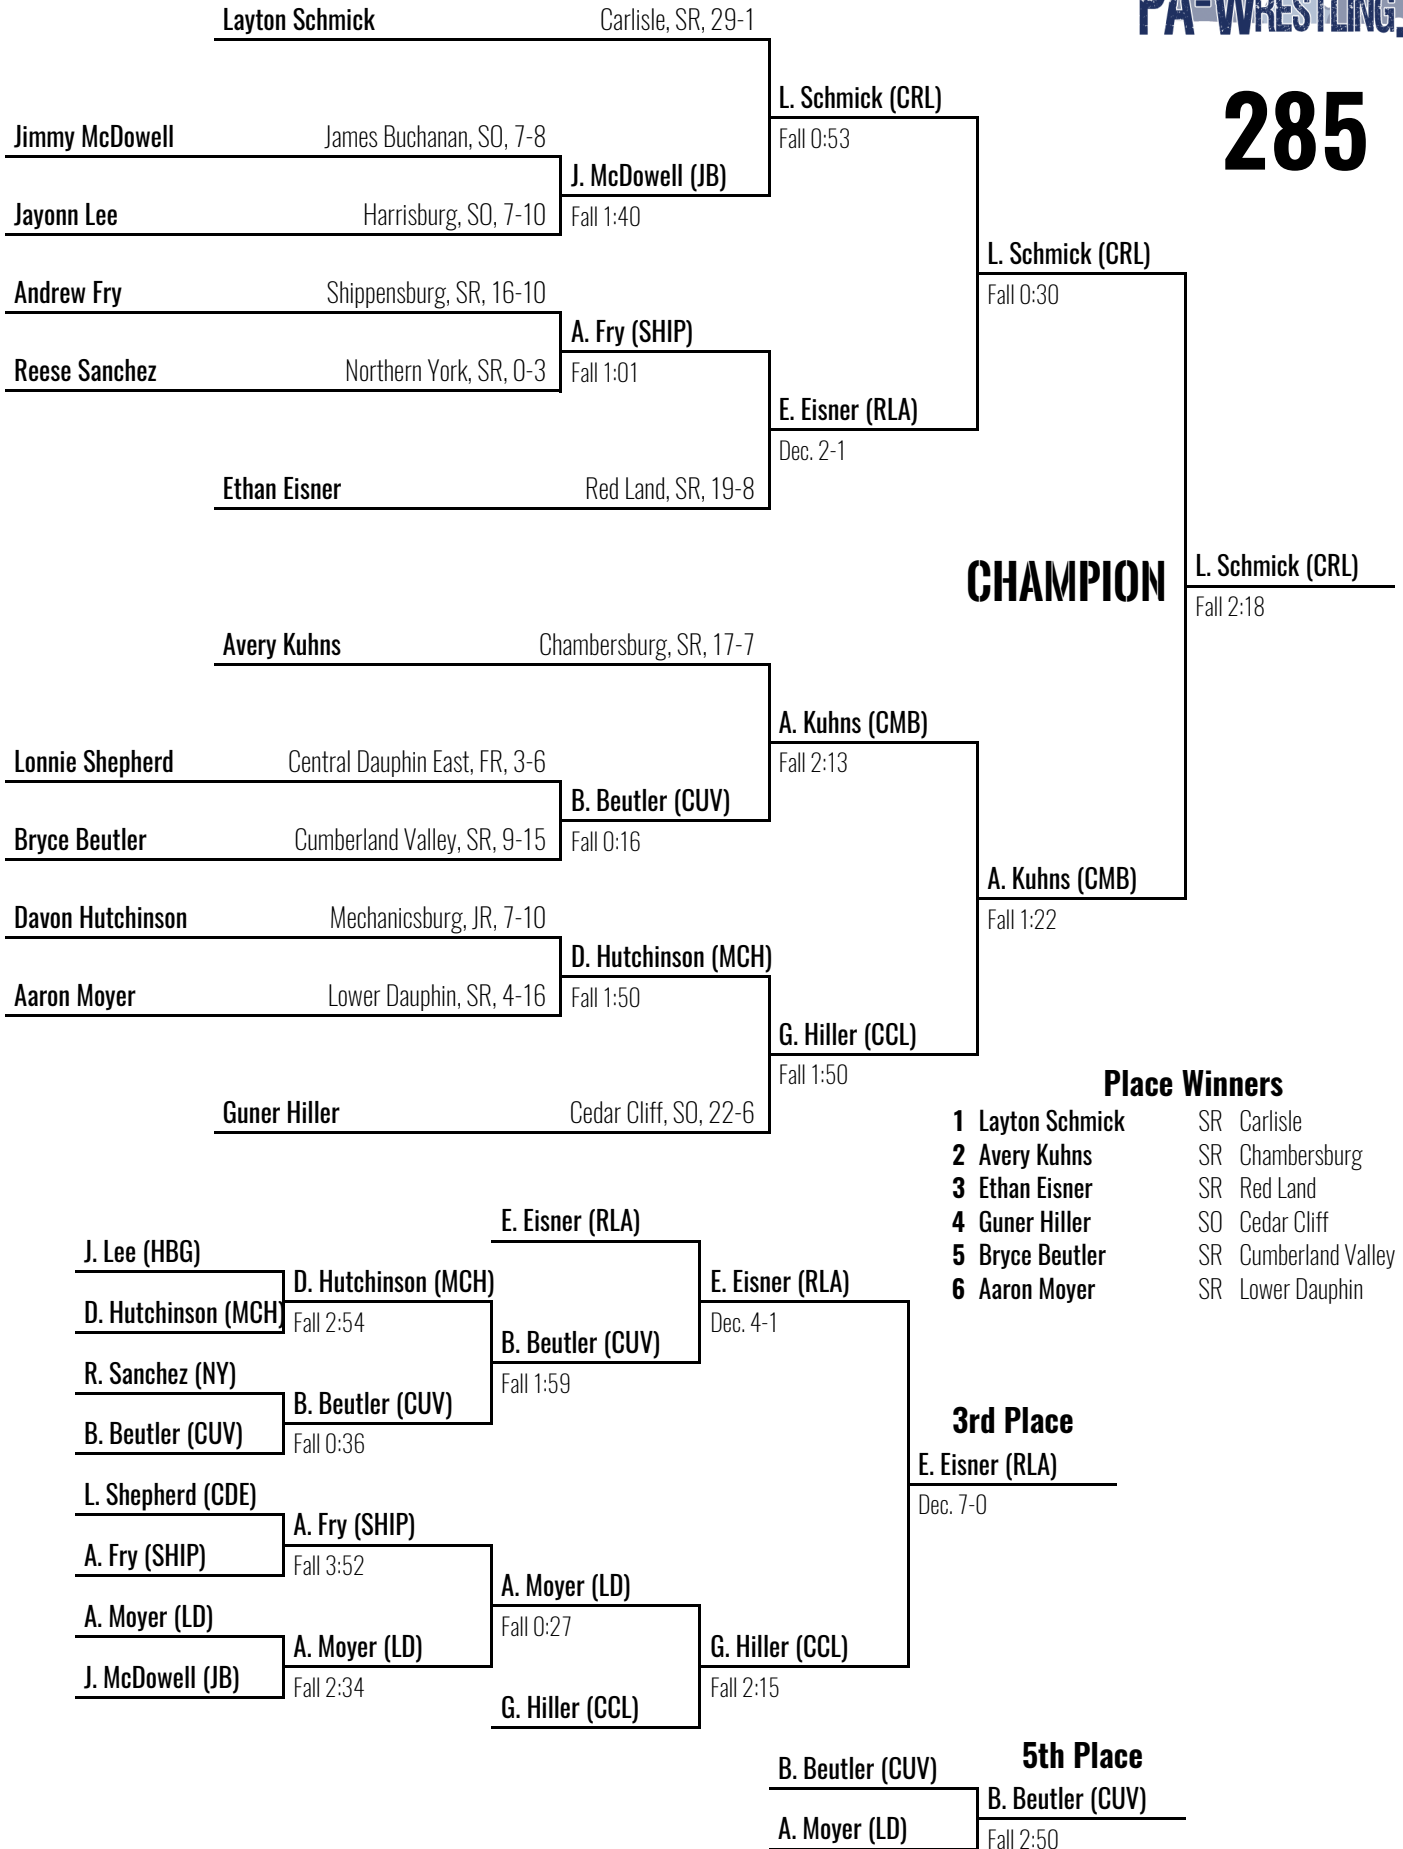 PA-WRESTLING.
285
Layton Schmick Carlisle, SR, 29-1
L. Schmick (CRL)
Fall 0:53
Jimmy McDowell James Buchanan, SO, 7-8
J. McDowell (JB)
Fall 1:40
Jayonn Lee Harrisburg, SO, 7-10
L. Schmick (CRL)
Fall 0:30
Andrew Fry Shippensburg, SR, 16-10
A. Fry (SHIP)
Fall 1:01
Reese Sanchez Northern York, SR, 0-3
E. Eisner (RLA)
Dec. 2-1
Ethan Eisner Red Land, SR, 19-8
CHAMPION
L. Schmick (CRL)
Fall 2:18
Avery Kuhns Chambersburg, SR, 17-7
A. Kuhns (CMB)
Fall 2:13
Lonnie Shepherd Central Dauphin East, FR, 3-6
B. Beutler (CUV)
Fall 0:16
Bryce Beutler Cumberland Valley, SR, 9-15
A. Kuhns (CMB)
Fall 1:22
Davon Hutchinson Mechanicsburg, JR, 7-10
D. Hutchinson (MCH)
Fall 1:50
Aaron Moyer Lower Dauphin, SR, 4-16
G. Hiller (CCL)
Fall 1:50
Guner Hiller Cedar Cliff, SO, 22-6
Place Winners
1 Layton Schmick SR Carlisle
2 Avery Kuhns SR Chambersburg
3 Ethan Eisner SR Red Land
4 Guner Hiller SO Cedar Cliff
5 Bryce Beutler SR Cumberland Valley
6 Aaron Moyer SR Lower Dauphin
E. Eisner (RLA)
J. Lee (HBG)
D. Hutchinson (MCH)
Fall 2:54
D. Hutchinson (MCH)
E. Eisner (RLA)
Dec. 4-1
B. Beutler (CUV)
Fall 1:59
R. Sanchez (NY)
B. Beutler (CUV)
Fall 0:36
B. Beutler (CUV)
3rd Place
E. Eisner (RLA)
Dec. 7-0
L. Shepherd (CDE)
A. Fry (SHIP)
Fall 3:52
A. Fry (SHIP)
A. Moyer (LD)
Fall 0:27
A. Moyer (LD)
A. Moyer (LD)
Fall 2:34
J. McDowell (JB)
G. Hiller (CCL)
Fall 2:15
G. Hiller (CCL)
5th Place
B. Beutler (CUV)
B. Beutler (CUV)
Fall 2:50
A. Moyer (LD)